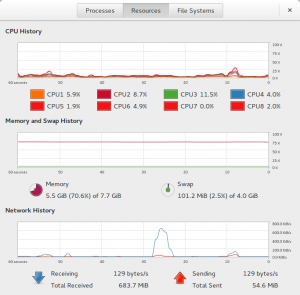 Processes Resources File Systems
CPU History
100 %
50 %
0 %
60 seconds 50 40 30 20 10 0
CPU1 5.9% CPU2 8.7% CPU3 11.5% CPU4 4.0%
CPU5 1.9% CPU6 4.9% CPU7 0.0% CPU8 2.0%
Memory and Swap History
100 %
50 %
0 %
60 seconds 50 40 30 20 10 0
Memory
5.5 GiB (70.6%) of 7.7 GiB
Swap
101.2 MiB (2.5%) of 4.0 GiB
Network History
60 seconds 50 40 30 20 10 0
Receiving 129 bytes/s
Total Received 683.7 MiB
Sending 129 bytes/s
Total Sent 54.6 MiB